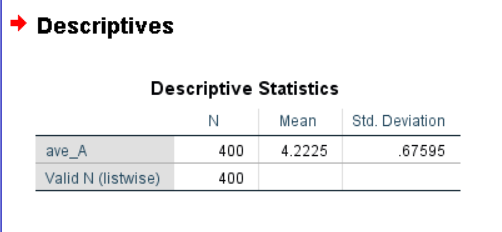 Descriptives
Descriptive Statistics
N Mean Std. Deviation
ave_A 400 4.2225 .67595
Valid N (listwise) 400